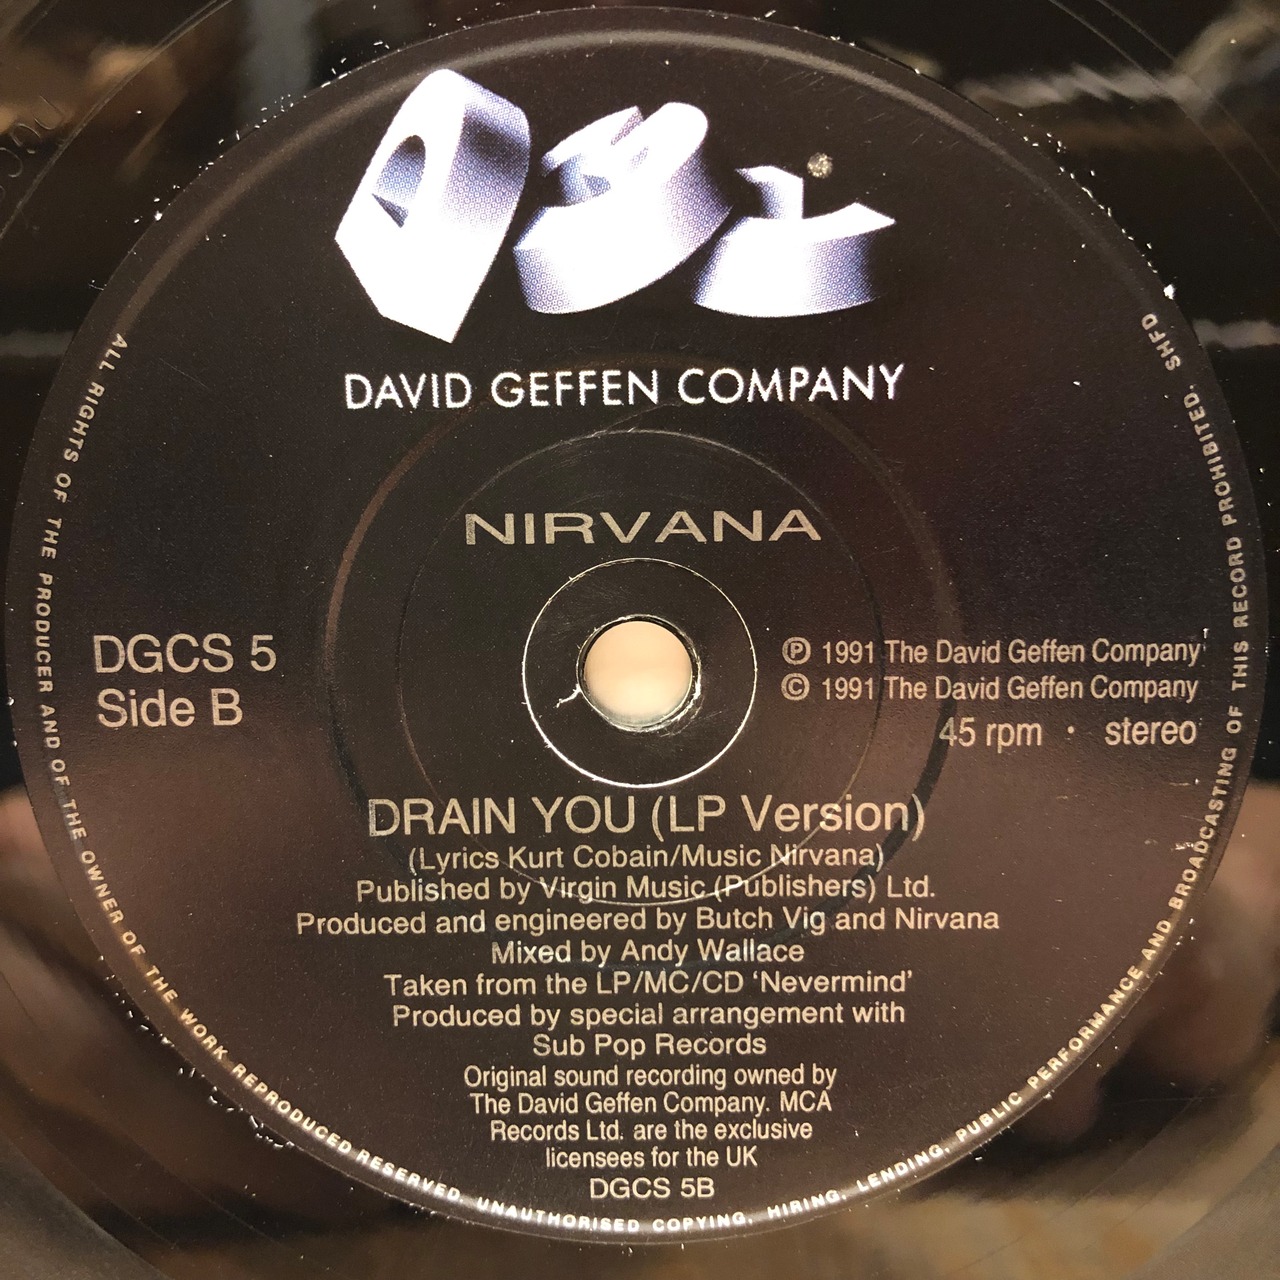 DGC
DAVID GEFFEN COMPANY
NIRVANA
DGCS 5
Side B
℗ 1991 The David Geffen Company
© 1991 The David Geffen Company
45 rpm · stereo
DRAIN YOU (LP Version)
(Lyrics Kurt Cobain/Music Nirvana)
Published by Virgin Music (Publishers) Ltd.
Produced and engineered by Butch Vig and Nirvana
Mixed by Andy Wallace
Taken from the LP/MC/CD ‘Nevermind’
Produced by special arrangement with
Sub Pop Records
Original sound recording owned by
The David Geffen Company. MCA
Records Ltd. are the exclusive
licensees for the UK
DGCS 5B
ALL RIGHTS OF THE PRODUCER AND OF THE OWNER OF THE WORK REPRODUCED RESERVED. UNAUTHORISED COPYING, HIRING, LENDING, PUBLIC PERFORMANCE AND BROADCASTING OF THIS RECORD PROHIBITED. SHFD